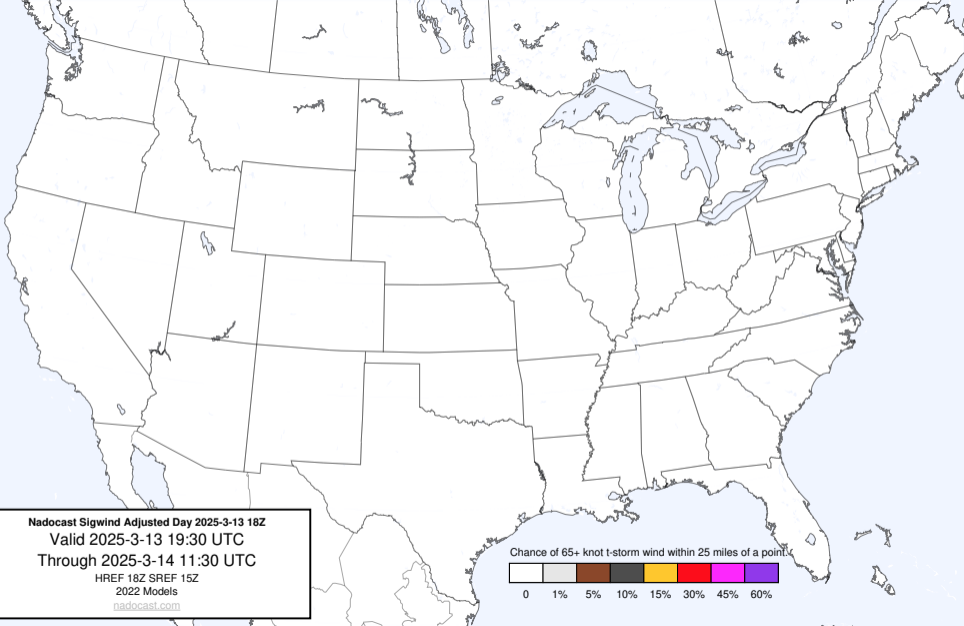 Nadocast Sigwind Adjusted Day 2025-3-13 18Z
Valid 2025-3-13 19:30 UTC
Through 2025-3-14 11:30 UTC
HREF 18Z SREF 15Z
2022 Models
nadocast.com
Chance of 65+ knot t-storm wind within 25 miles of a point.
0 1% 5% 10% 15% 30% 45% 60%